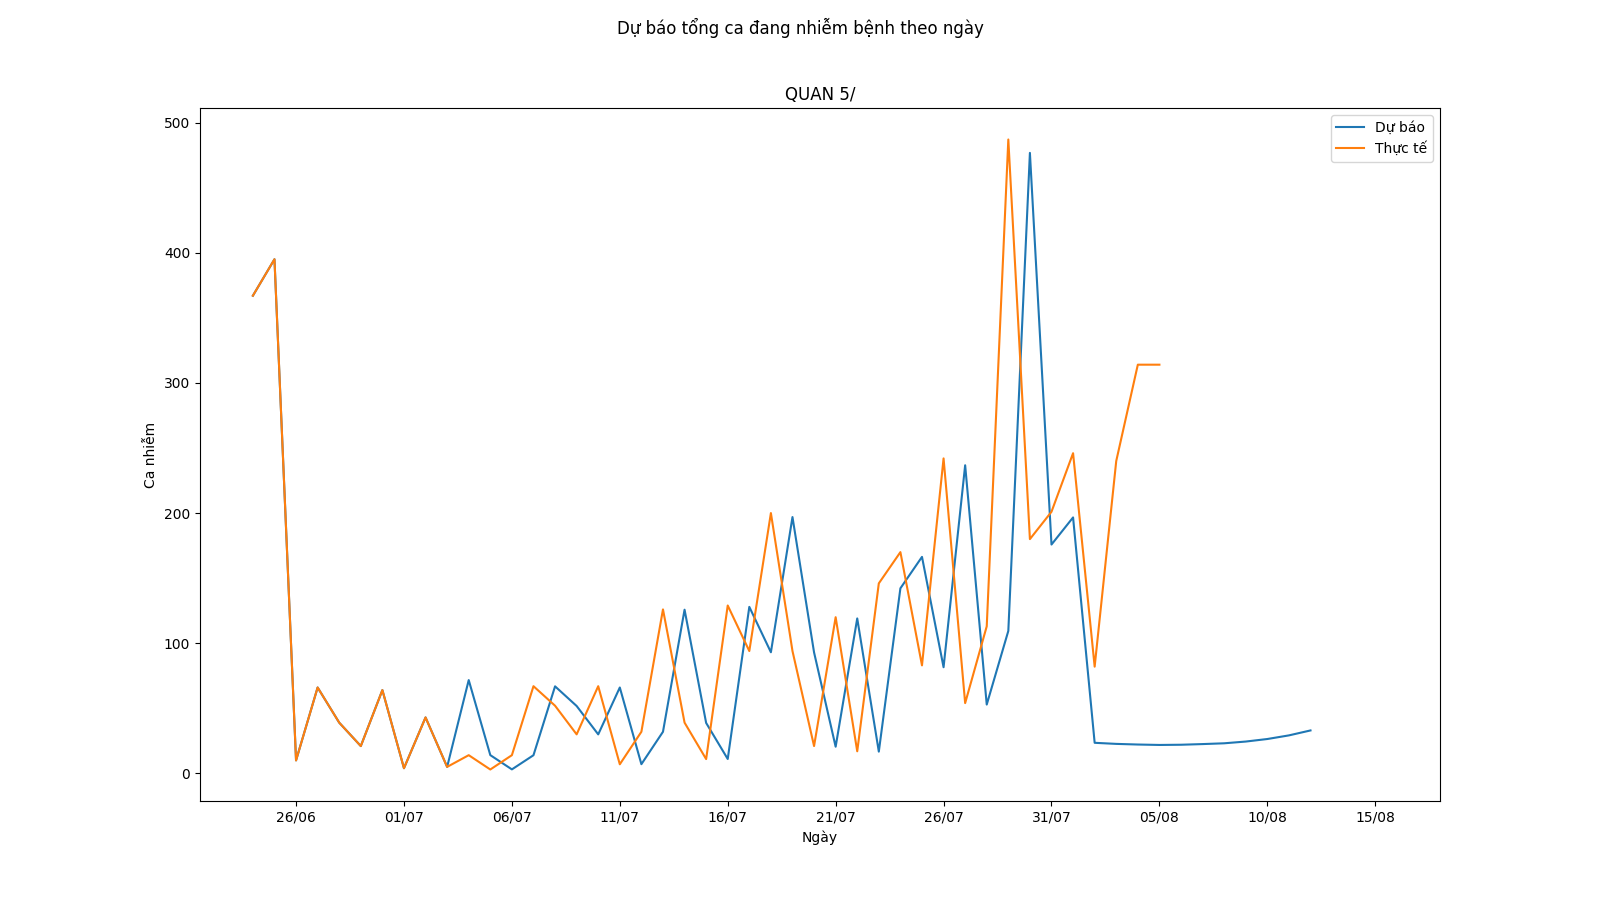 Dự báo tổng ca đang nhiễm bệnh theo ngày
QUAN 5/
Dự báo
Thực tế
500
400
300
200
100
0
Ca nhiễm
26/06 01/07 06/07 11/07 16/07 21/07 26/07 31/07 05/08 10/08 15/08
Ngày